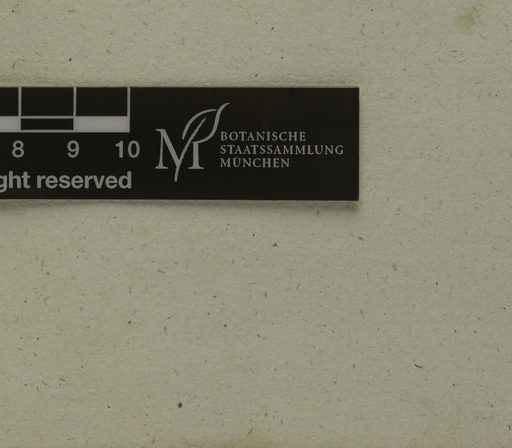 8 9 10
ght reserved
BOTANISCHE
STAATSSAMMLUNG
MÜNCHEN